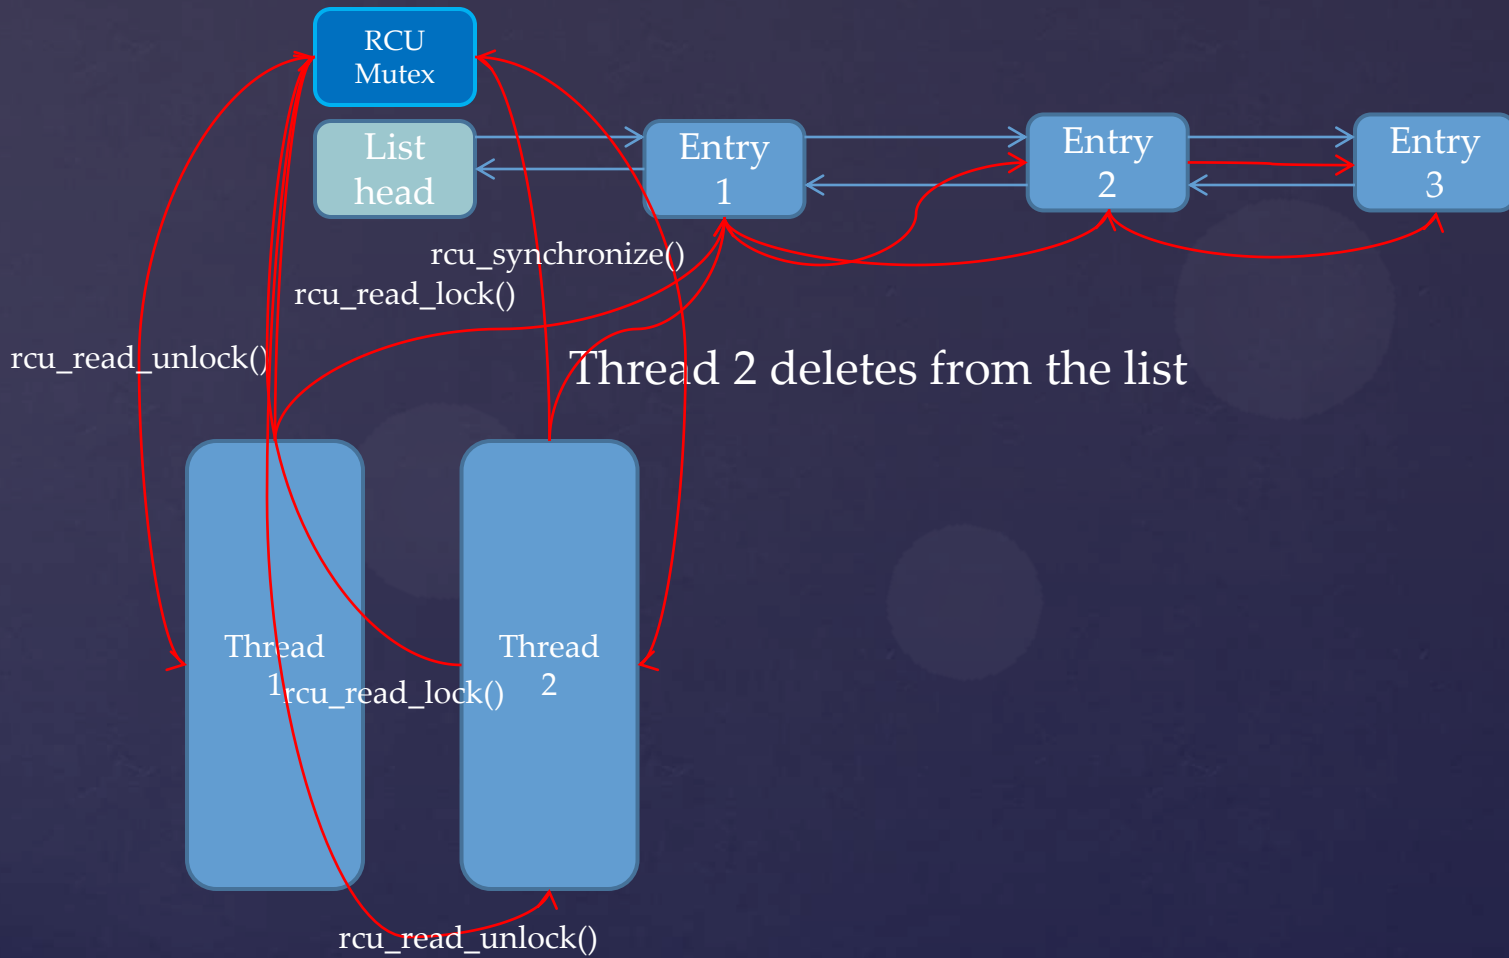 RCU
Mutex
List
head
Entry
1
Entry
2
Entry
3
rcu_synchronize()
rcu_read_lock()
rcu_read_unlock()
Thread 2 deletes from the list
Thread
1
Thread
2
rcu_read_lock()
rcu_read_unlock()